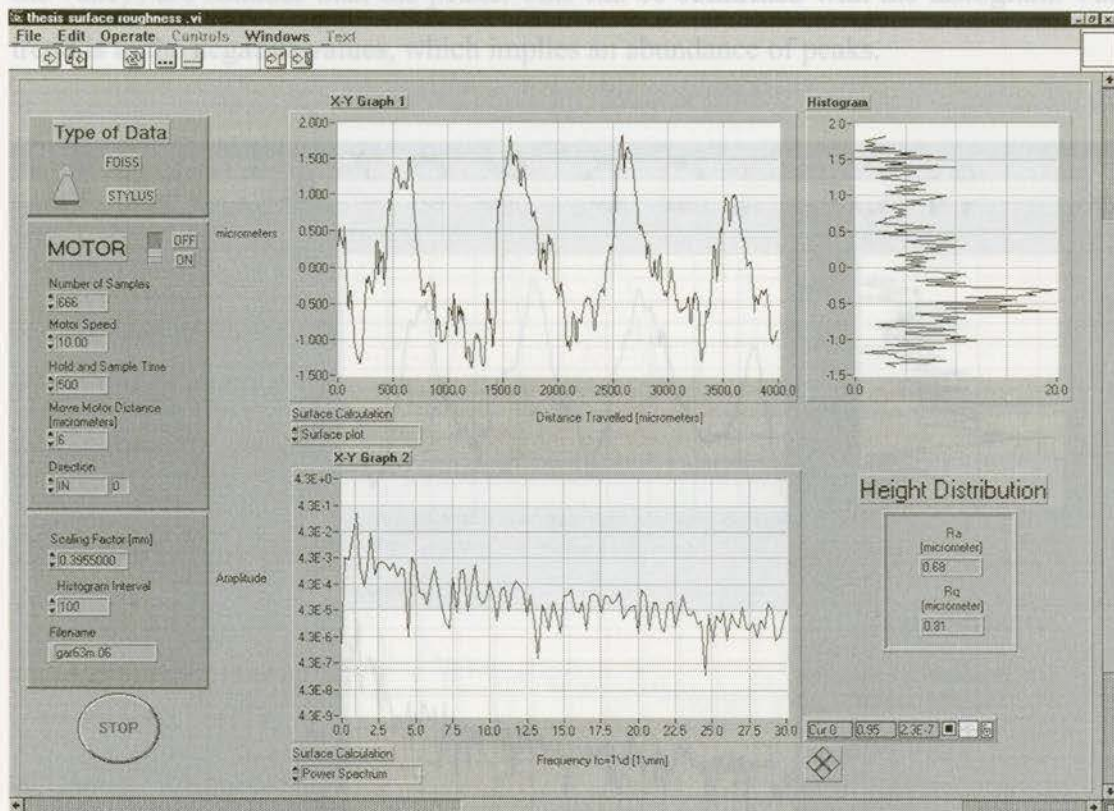 thesis surface roughness .vi
File Edit Operate Controls Windows Text
values, which implies an abundance of peaks.
X-Y Graph 1
Histogram
Type of Data
FOISS
STYLUS
MOTOR
OFF
ON
Number of Samples
666
Motor Speed
10.00
Hold and Sample Time
500
Move Motor Distance
[micrometers]
6
Direction
IN 0
Scaling Factor [mm]
0.3955000
Histogram Interval
100
Filename
gar63m.06
STOP
micrometers
2.000
1.500
1.000
0.500
0.000
-0.500
-1.000
-1.500
0.0 500.0 1000.0 1500.0 2000.0 2500.0 3000.0 3500.0 4000.0
Distance Travelled [micrometers]
Surface Calculation
Surface plot
2.0
1.5
1.0
0.5
0.0
-0.5
-1.0
-1.5
0.0 20.0
X-Y Graph 2
Amplitude
4.3E+0
4.3E-1
4.3E-2
4.3E-3
4.3E-4
4.3E-5
4.3E-6
4.3E-7
4.3E-8
4.3E-9
0.0 2.5 5.0 7.5 10.0 12.5 15.0 17.5 20.0 22.5 25.0 27.5 30.0
Frequency fo=1\d [1\mm]
Surface Calculation
Power Spectrum
Height Distribution
Ra
[micrometer]
0.68
Rq
[micrometer]
0.81
Cur 0 0.95 2.3E-7